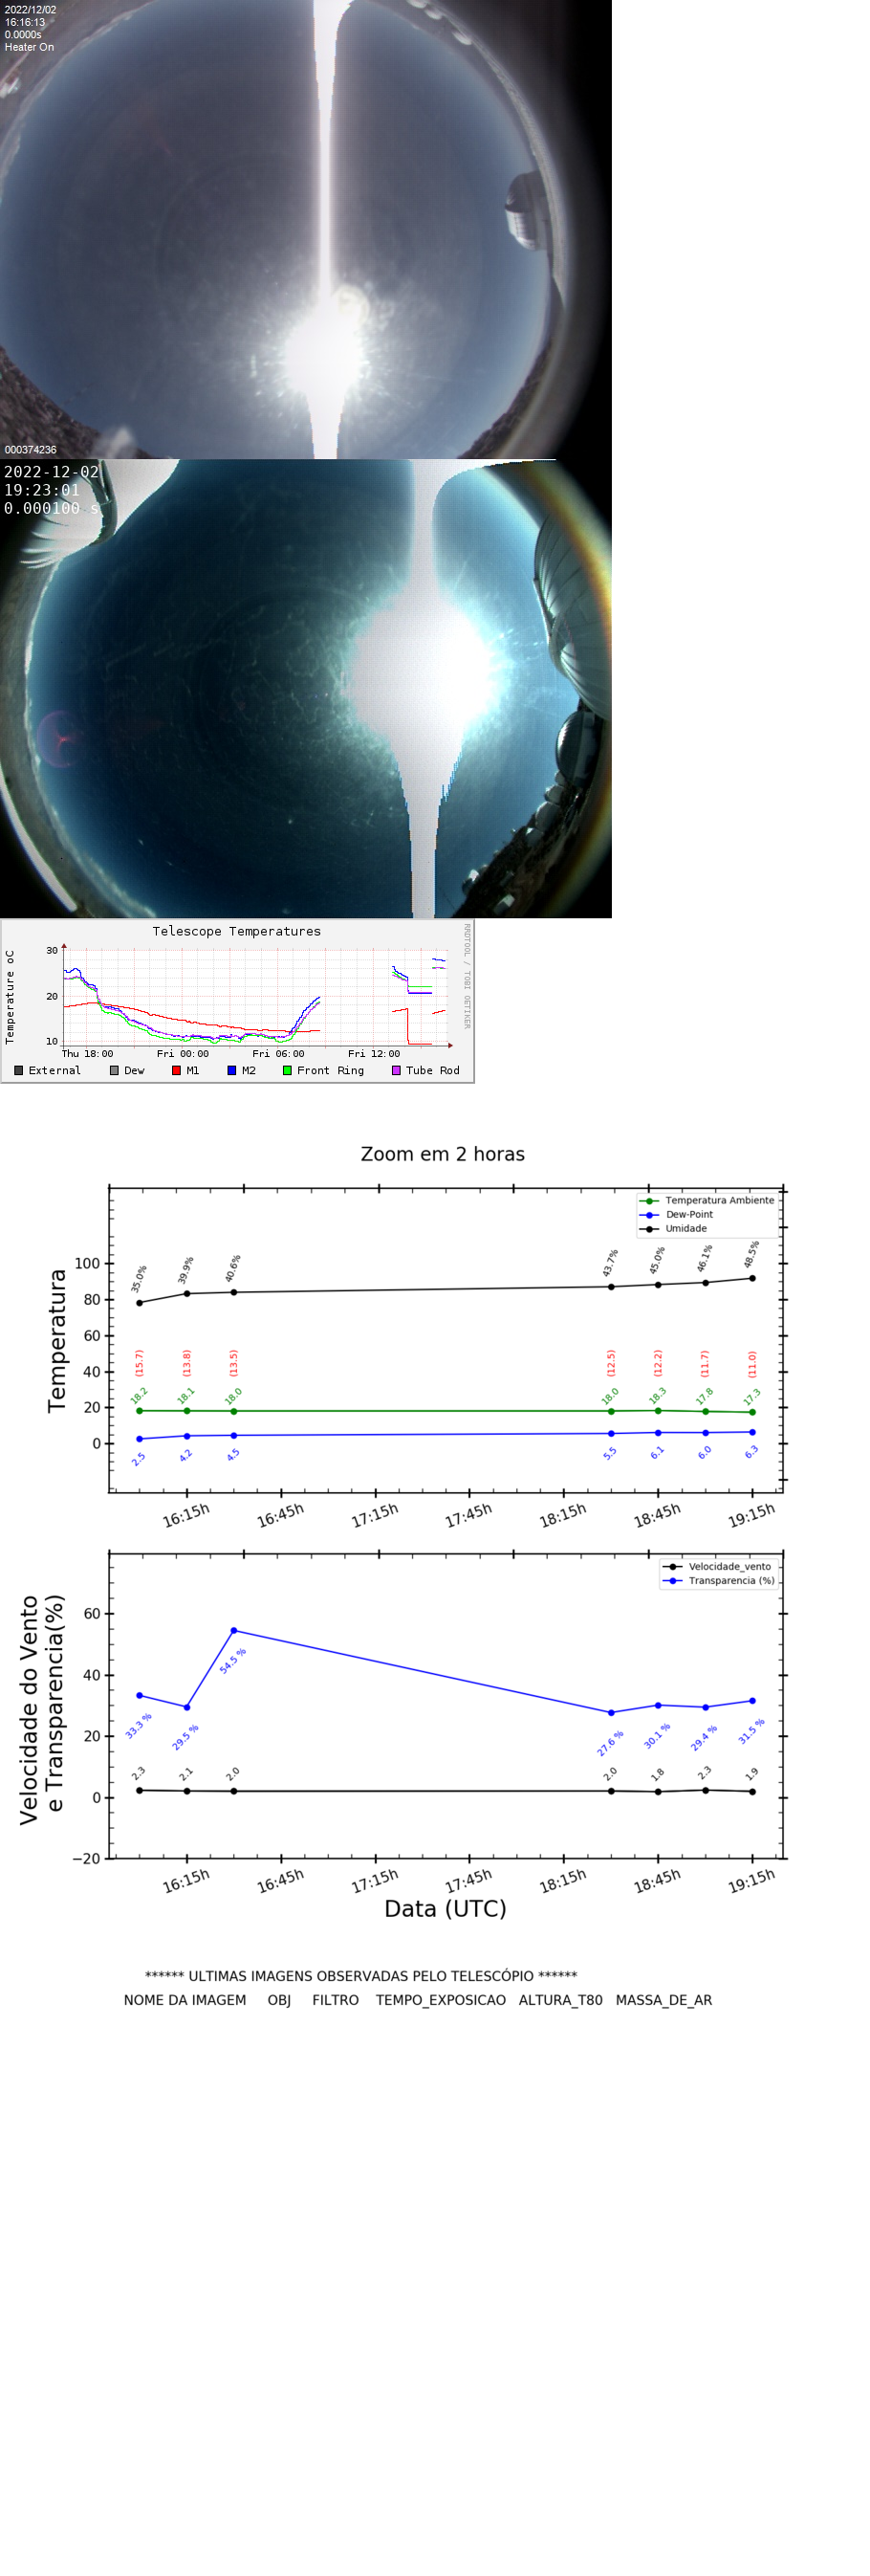 2022/12/02
16:16:13
0.0000s
Heater On
000374236
2022-12-02
19:23:01
0.000100 s
Telescope Temperatures
RRDTOOL / TOBI OETIKER
Temperature oC
30
20
10
Thu 18:00 Fri 00:00 Fri 06:00 Fri 12:00
External Dew M1 M2 Front Ring Tube Rod
Zoom em 2 horas
Temperatura Ambiente
Dew-Point
Umidade
Temperatura
100
80
60
40
20
0
35.0% 39.9% 40.6% 43.7% 45.0% 46.1% 48.5%
(15.7) (13.8) (13.5) (12.5) (12.2) (11.7) (11.0)
18.2 18.1 18.0 18.0 18.3 17.8 17.3
2.5 4.2 4.5 5.5 6.1 6.0 6.3
16:15h 16:45h 17:15h 17:45h 18:15h 18:45h 19:15h
Velocidade_vento
Transparencia (%)
Velocidade do Vento
e Transparencia(%)
60
40
20
0
−20
33.3 % 29.5 % 54.5 % 27.6 % 30.1 % 29.4 % 31.5 %
2.3 2.1 2.0 2.0 1.8 2.3 1.9
16:15h 16:45h 17:15h 17:45h 18:15h 18:45h 19:15h
Data (UTC)
****** ULTIMAS IMAGENS OBSERVADAS PELO TELESCÓPIO ******
NOME DA IMAGEM OBJ FILTRO TEMPO_EXPOSICAO ALTURA_T80 MASSA_DE_AR